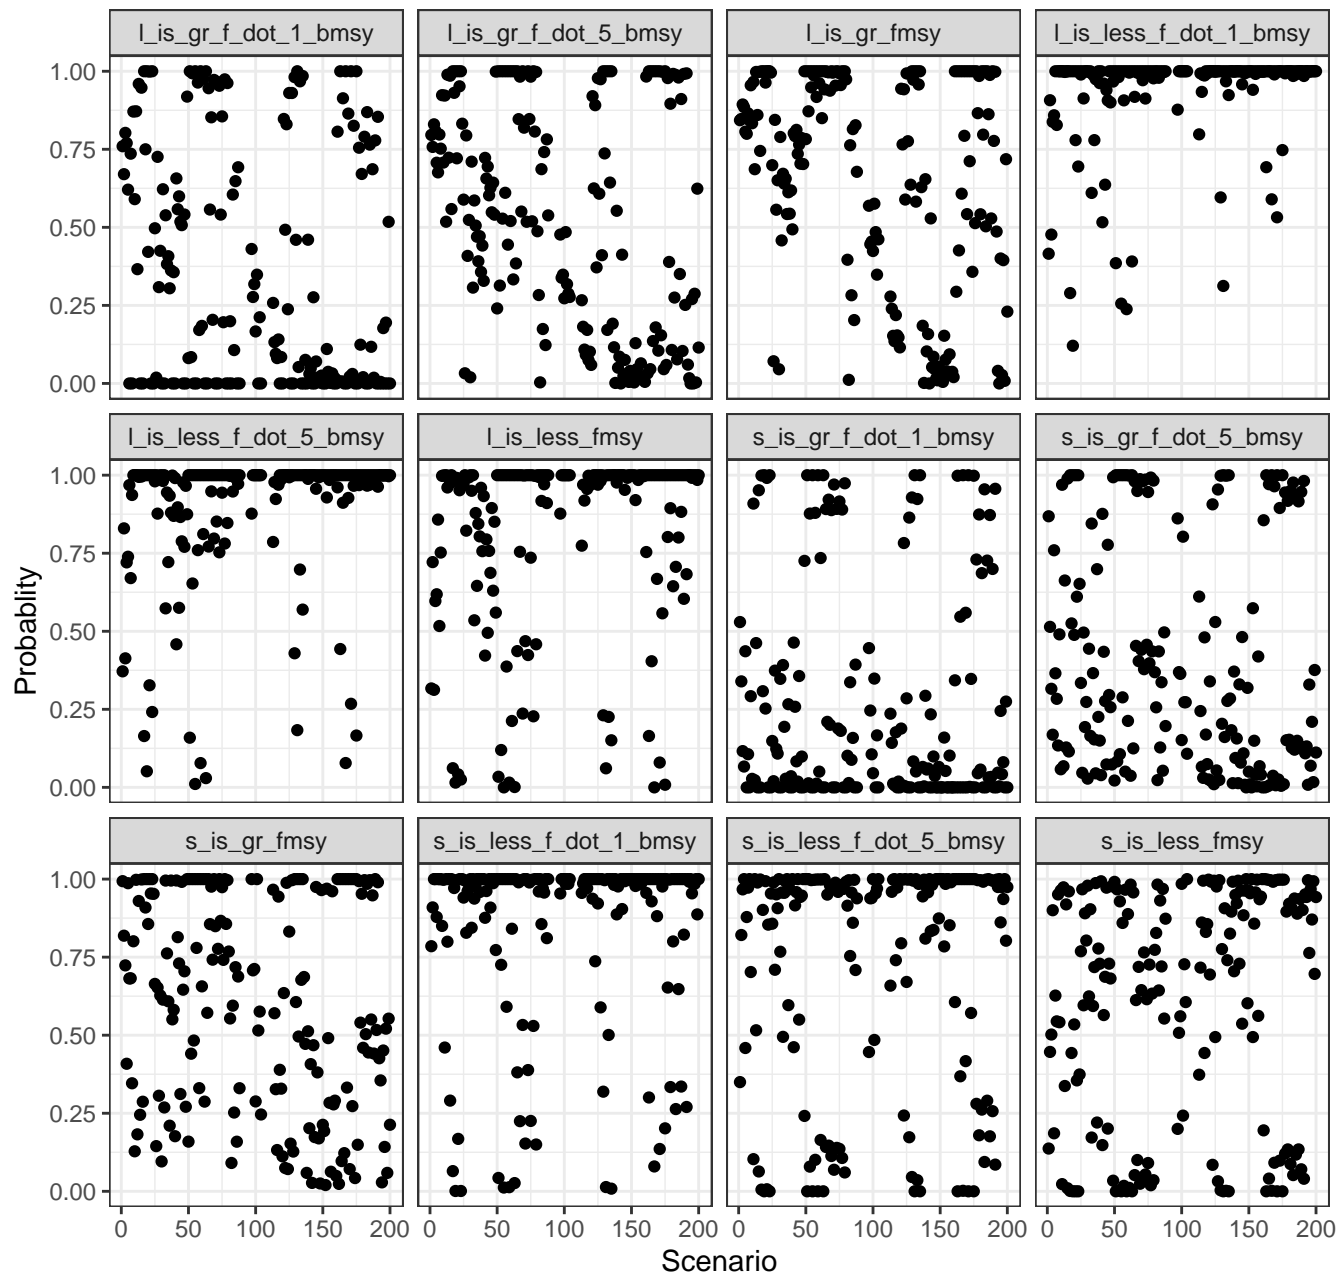 l_is_gr_f_dot_1_bmsy l_is_gr_f_dot_5_bmsy l_is_gr_fmsy l_is_less_f_dot_1_bmsy
1.00
0.75
0.50
0.25
0.00
l_is_less_f_dot_5_bmsy l_is_less_fmsy s_is_gr_f_dot_1_bmsy s_is_gr_f_dot_5_bmsy
1.00
0.75
0.50
0.25
0.00
Probablity
s_is_gr_fmsy s_is_less_f_dot_1_bmsy s_is_less_f_dot_5_bmsy s_is_less_fmsy
1.00
0.75
0.50
0.25
0.00
0 50 100 150 200 0 50 100 150 200 0 50 100 150 200 0 50 100 150 200
Scenario